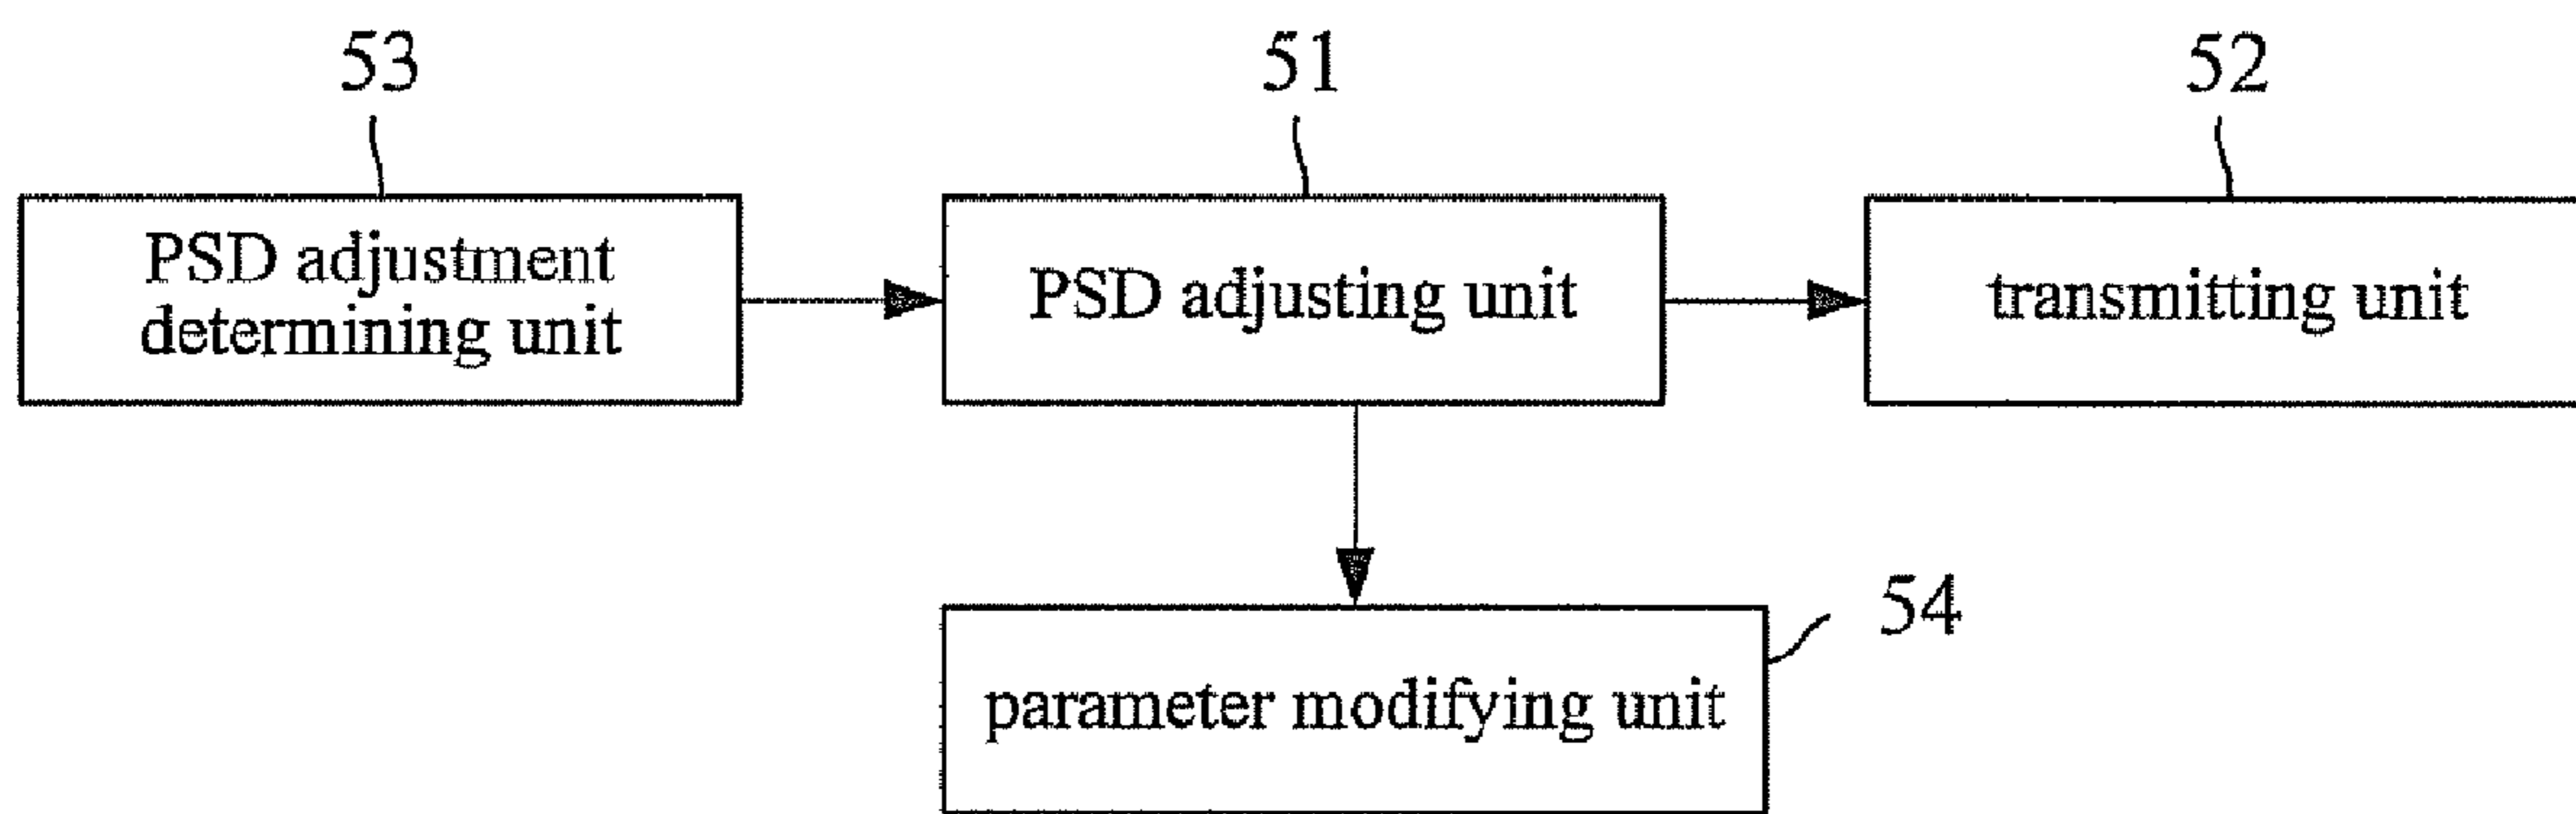 53
51
52
PSD adjustment
determining unit
PSD adjusting unit
transmitting unit
54
parameter modifying unit